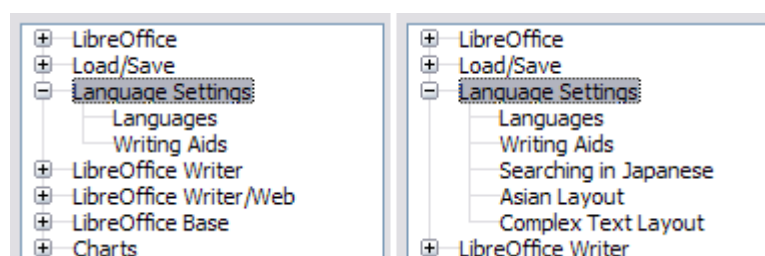 LibreOffice
Load/Save
Language Settings
Languages
Writing Aids
LibreOffice Writer
LibreOffice Writer/Web
LibreOffice Base
Charts
LibreOffice
Load/Save
Language Settings
Languages
Writing Aids
Searching in Japanese
Asian Layout
Complex Text Layout
LibreOffice Writer